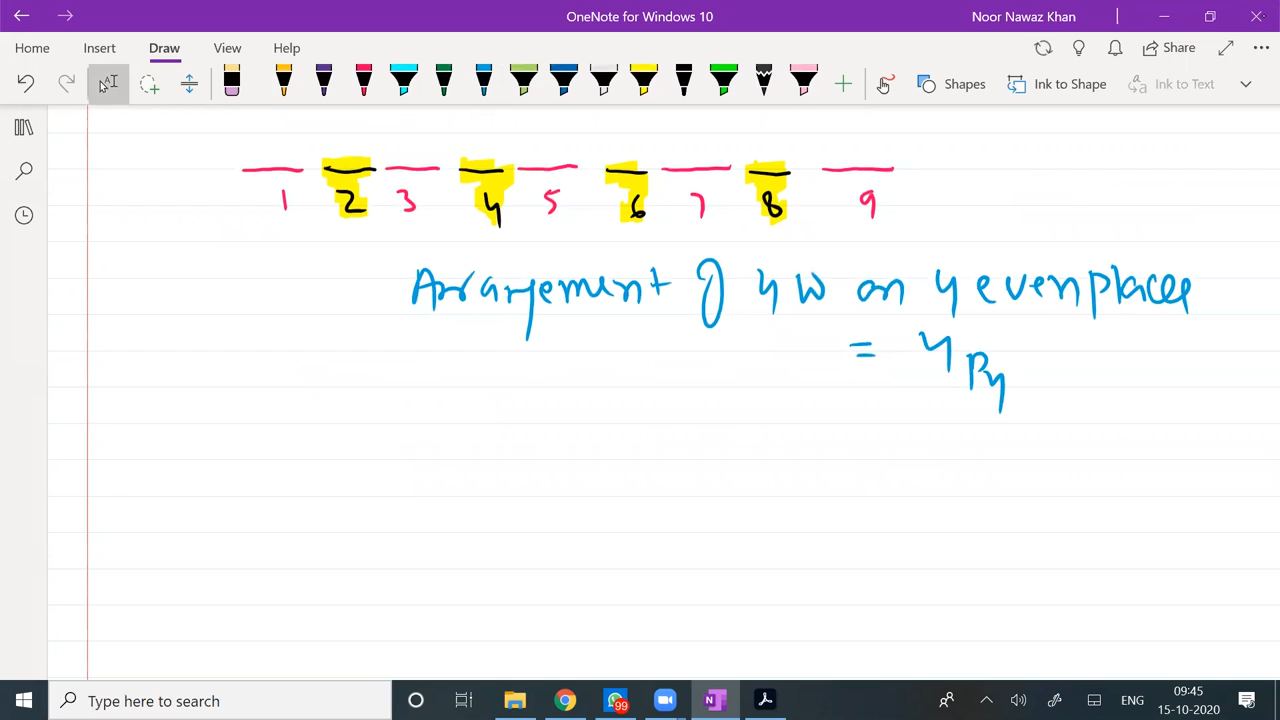 OneNote for Windows 10
Noor Nawaz Khan
Home Insert Draw View Help
Share
Shapes Ink to Shape Ink to Text
1 2 3 4 5 6 7 8 9
Arrangement of 4 W on 4 even places
= 4P4
Type here to search
99
ENG
09:45
15-10-2020